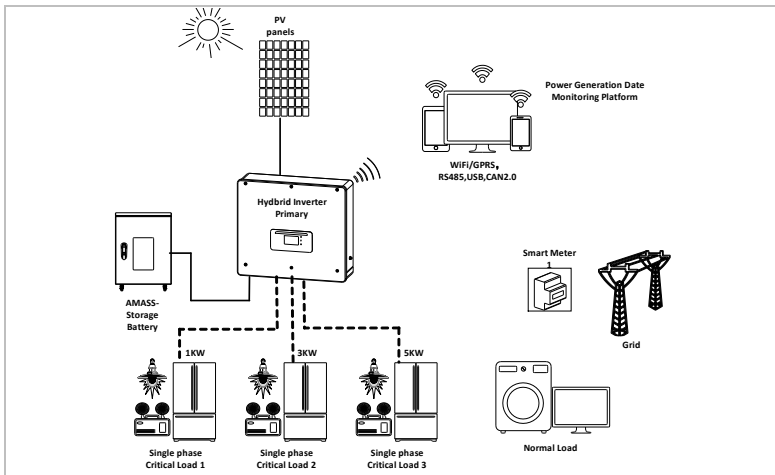 PV
panels
Power Generation Date
Monitoring Platform
WiFi/GPRS,
RS485,USB,CAN2.0
Hydbrid Inverter
Primary
Smart Meter
1
AMASS-
Storage
Battery
Grid
1KW
3KW
5KW
Single phase
Critical Load 1
Single phase
Critical Load 2
Single phase
Critical Load 3
Normal Load